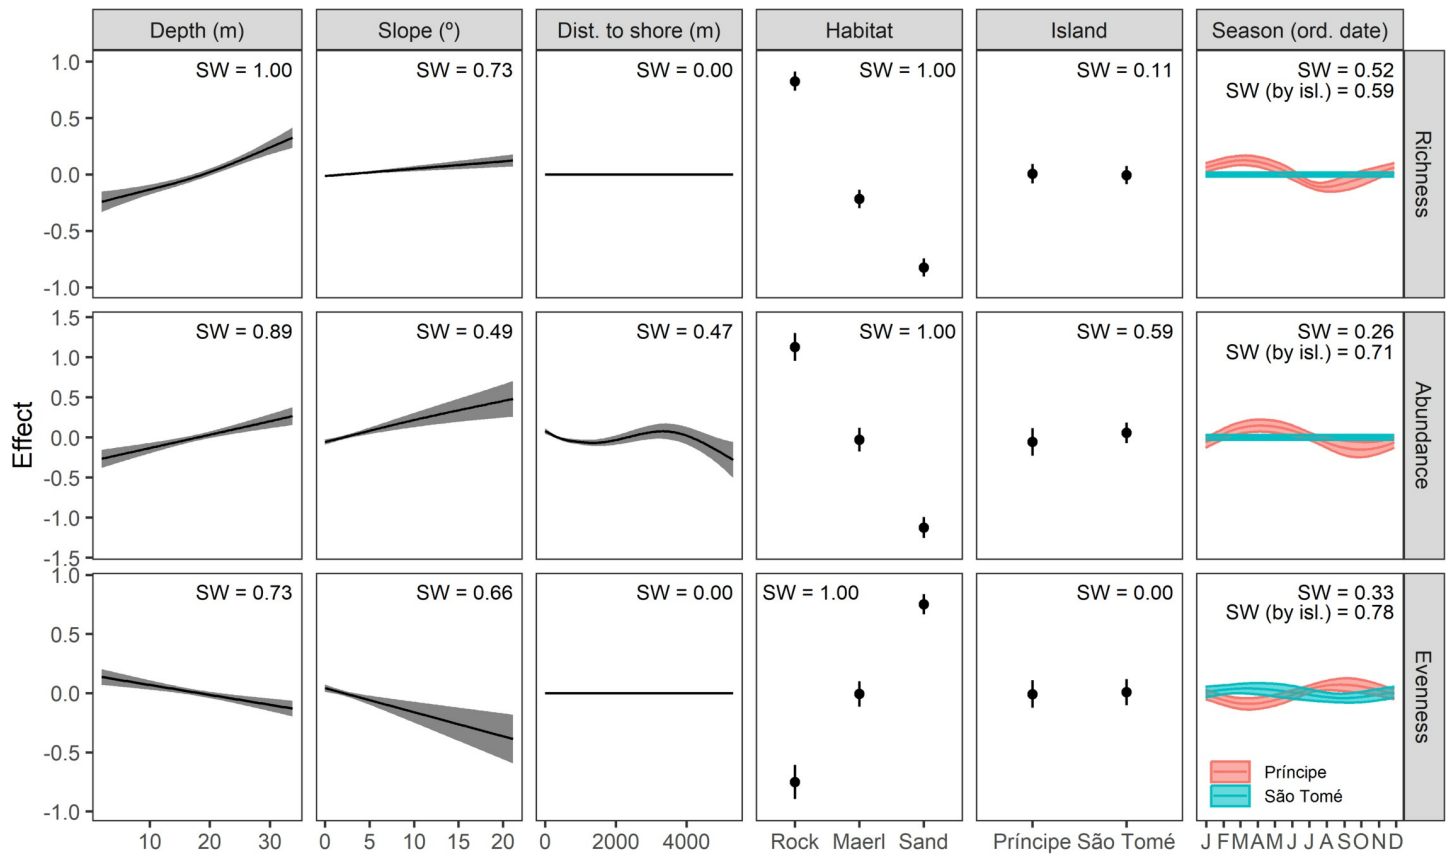 Depth (m) Slope (º) Dist. to shore (m) Habitat Island Season (ord. date)
SW = 1.00 SW = 0.73 SW = 0.00 SW = 1.00 SW = 0.11 SW = 0.52
SW (by isl.) = 0.59
1.0
0.5
0.0
-0.5
-1.0
Richness
SW = 0.89 SW = 0.49 SW = 0.47 SW = 1.00 SW = 0.59 SW = 0.26
SW (by isl.) = 0.71
1.5
1.0
0.5
0.0
-0.5
-1.0
-1.5
Abundance
Effect
SW = 0.73 SW = 0.66 SW = 0.00 SW = 1.00 SW = 0.00 SW = 0.33
SW (by isl.) = 0.78
1.0
0.5
0.0
-0.5
-1.0
Evenness
Príncipe
São Tomé
10 20 30 0 5 10 15 20 0 2000 4000 Rock Maerl Sand Príncipe São Tomé J F M A M J J A S O N D